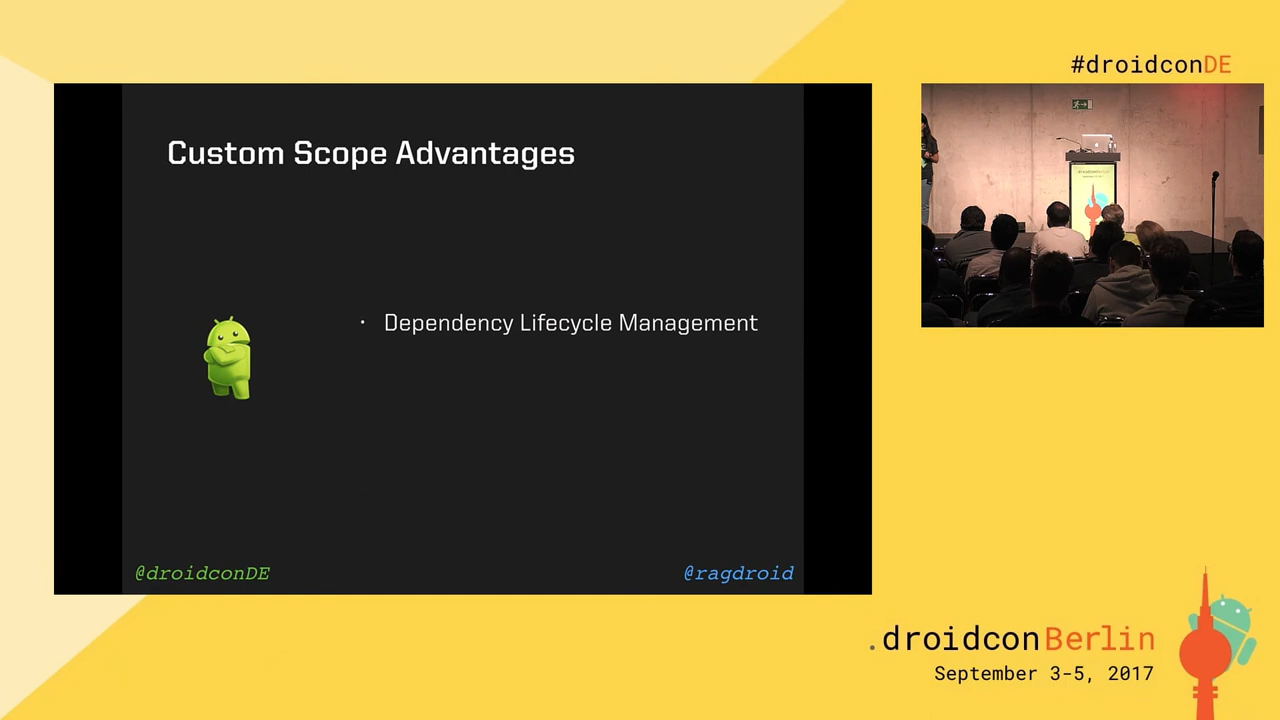 #droidconDE
Custom Scope Advantages
· Dependency Lifecycle Management
@droidconDE
@ragdroid
.droidconBerlin
September 3-5, 2017